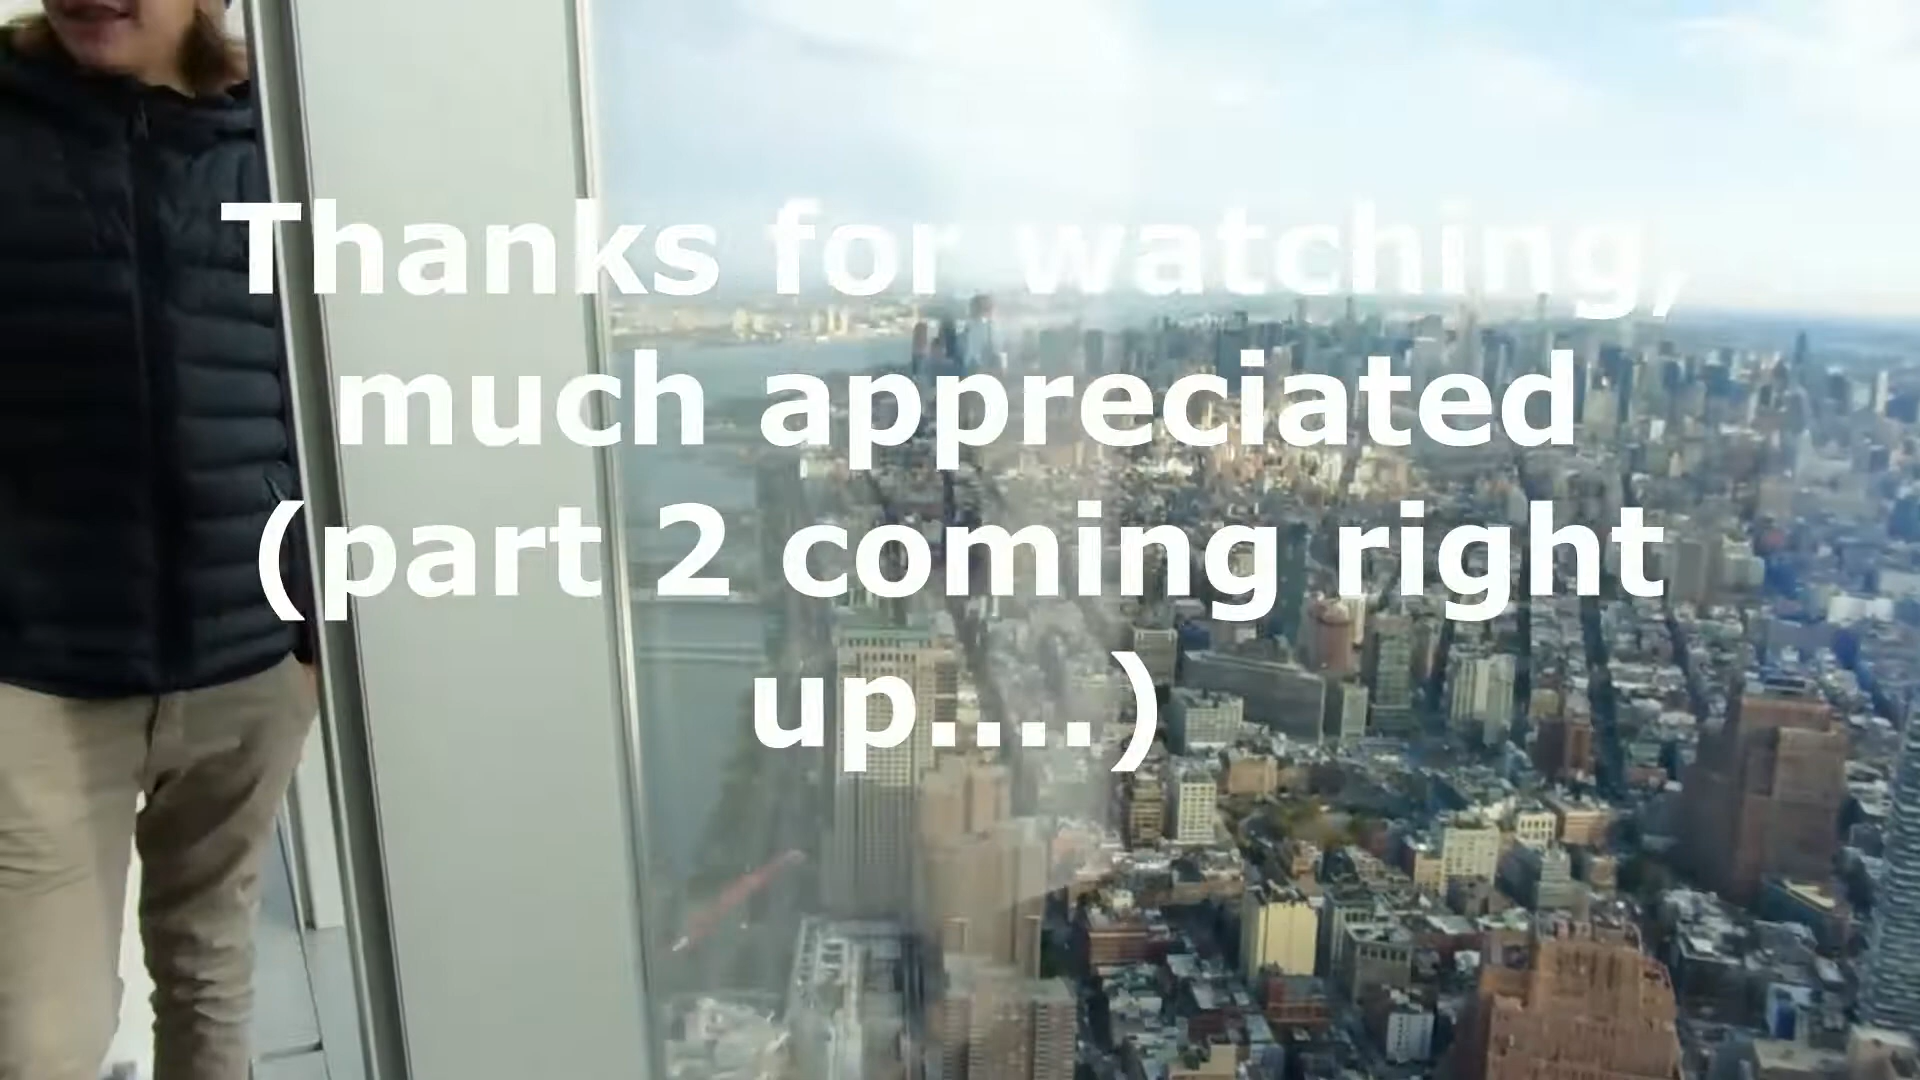 Thanks for watching,
much appreciated
(part 2 coming right
up....)